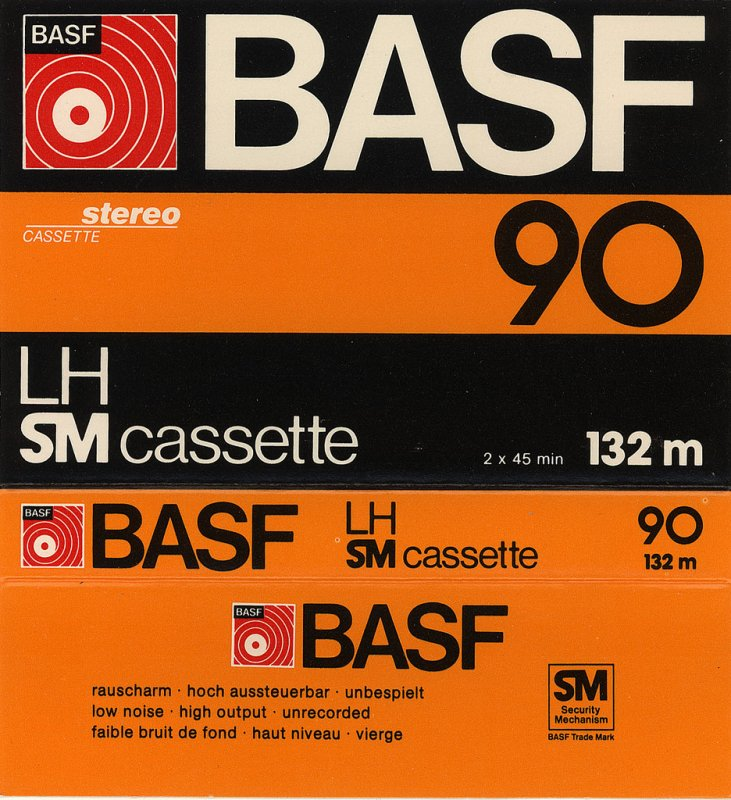 BASF
BASF
stereo
CASSETTE
90
LH
SM cassette
2 x 45 min
132 m
BASF
BASF
LH
SM cassette
90
132 m
BASF
BASF
rauscharm · hoch aussteuerbar · unbespielt
low noise · high output · unrecorded
faible bruit de fond · haut niveau · vierge
SM
Security
Mechanism
BASF Trade Mark